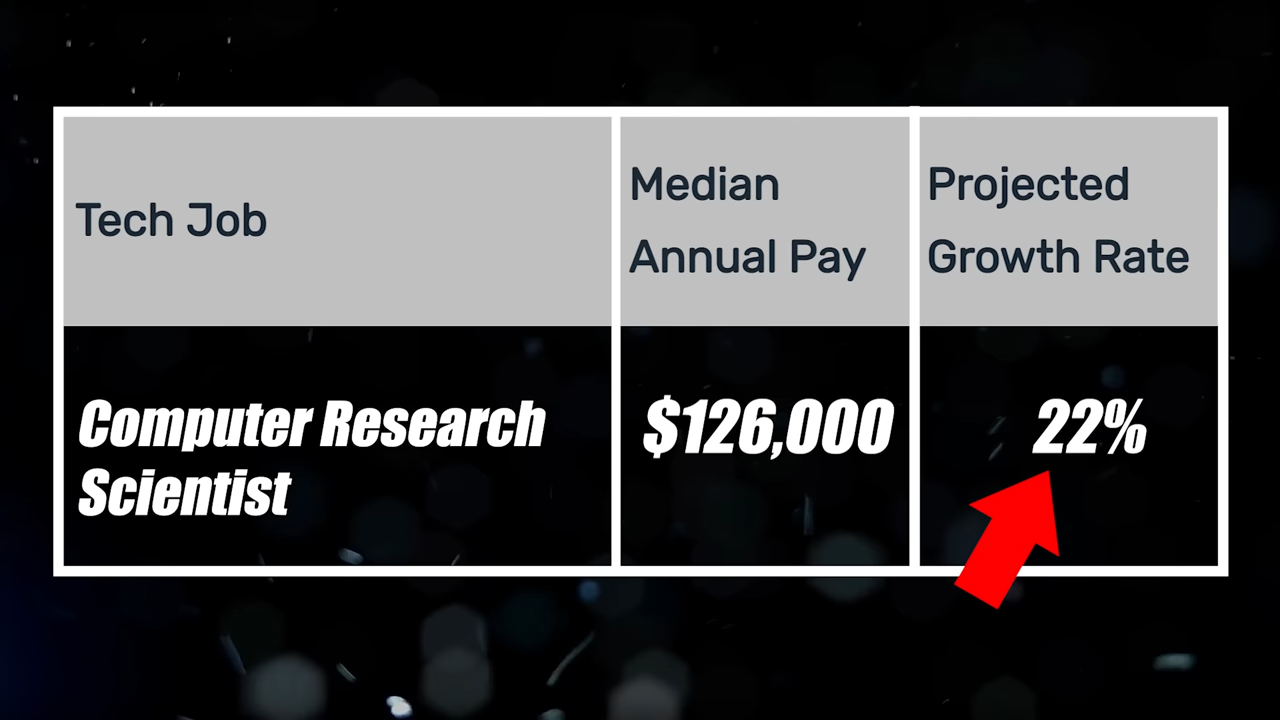 Tech Job
Median
Annual Pay
Projected
Growth Rate
Computer Research
Scientist
$126,000
22%